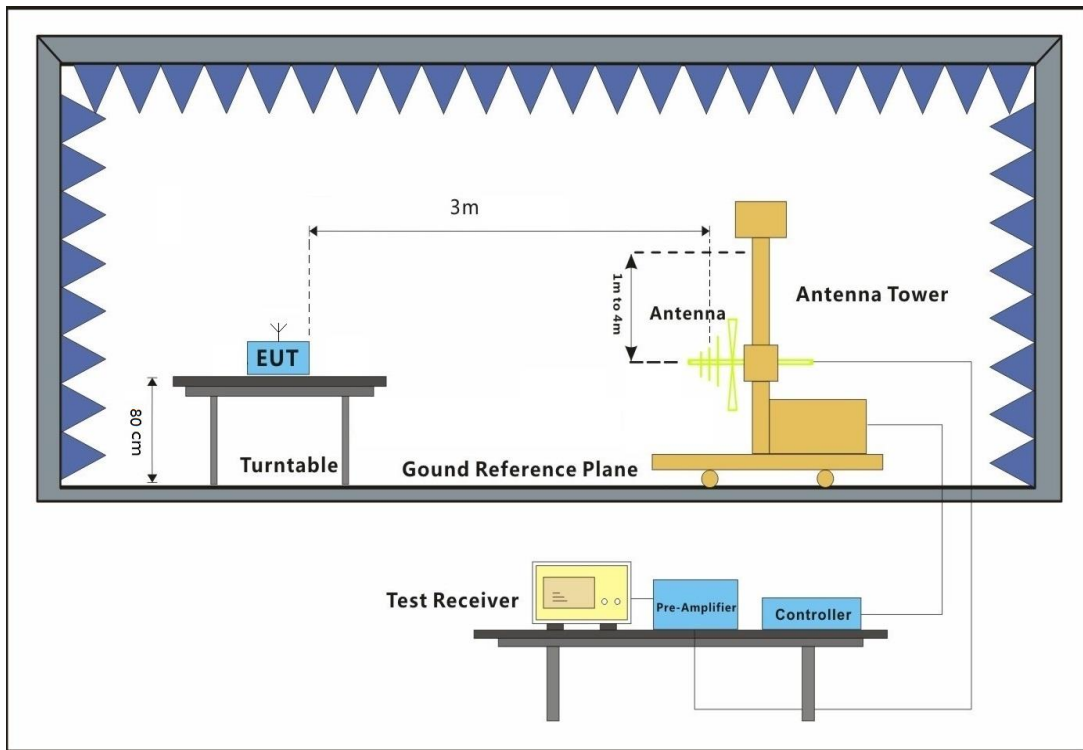 3m
1m to 4m
Antenna
Antenna Tower
EUT
80 cm
Turntable
Gound Reference Plane
Test Receiver
Pre-Amplifier
Controller